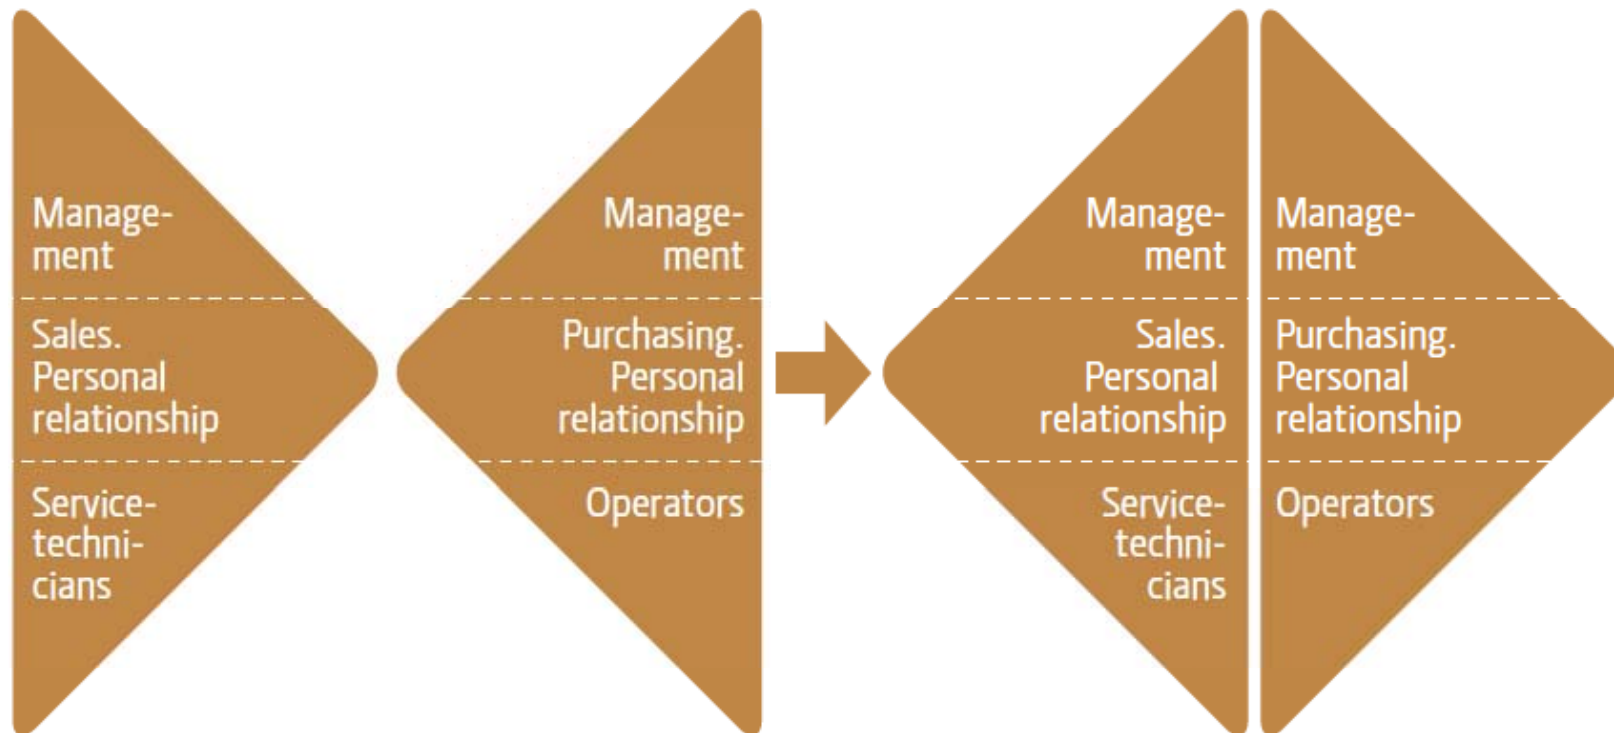 Manage-
ment
Sales.
Personal
relationship
Service-
techni-
cians
Manage-
ment
Purchasing.
Personal
relationship
Operators
Manage-
ment
Sales.
Personal
relationship
Service-
techni-
cians
Manage-
ment
Purchasing.
Personal
relationship
Operators